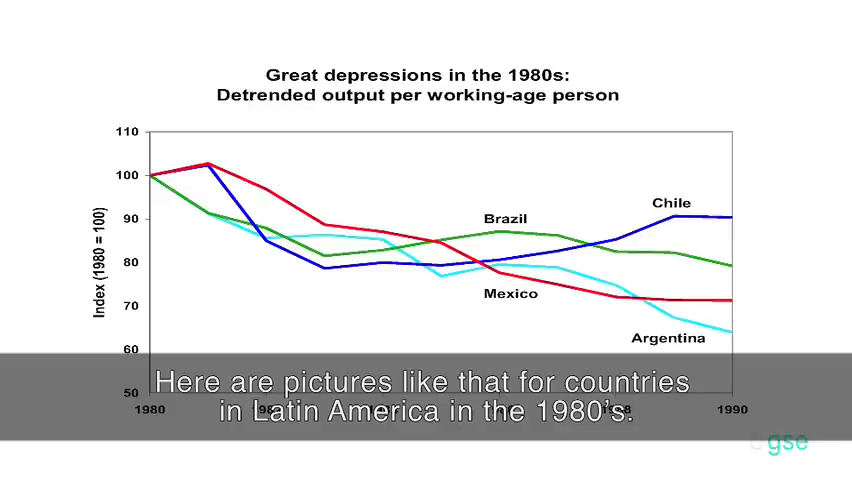 Great depressions in the 1980s:
Detrended output per working-age person
110
100
90
80
70
60
50
Index (1980 = 100)
Chile
Brazil
Mexico
Argentina
1980
1990
Here are pictures like that for countries
in Latin America in the 1980's.
gse